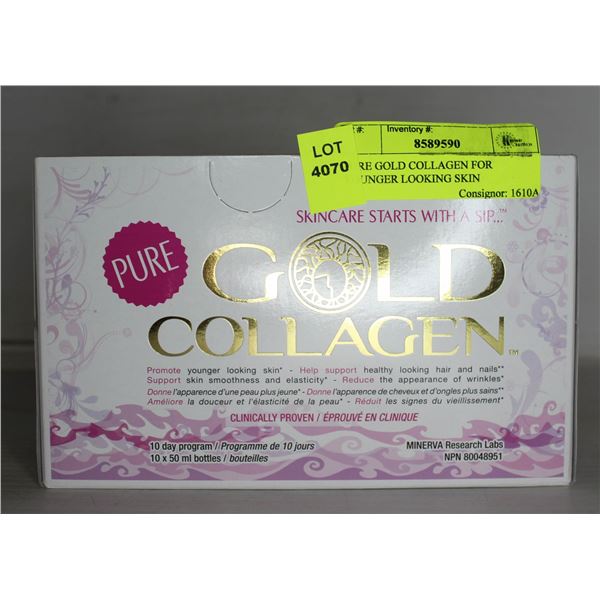 LOT
4070
#:
Inventory #:
8589590
RE GOLD COLLAGEN FOR
UNGER LOOKING SKIN
Consignor: 1610A
SKINCARE STARTS WITH A SIP...™
PURE
GOLD
COLLAGEN™
Promote younger looking skin* - Help support healthy looking hair and nails**
Support skin smoothness and elasticity* - Reduce the appearance of wrinkles*
Donne l'apparence d'une peau plus jeune* - Donne l'apparence de cheveux et d'ongles plus sains**
Améliore la douceur et l'élasticité de la peau* - Réduit les signes du vieillissement*
CLINICALLY PROVEN / ÉPROUVÉ EN CLINIQUE
10 day program / Programme de 10 jours
10 x 50 ml bottles / bouteilles
MINERVA Research Labs
NPN 80048951